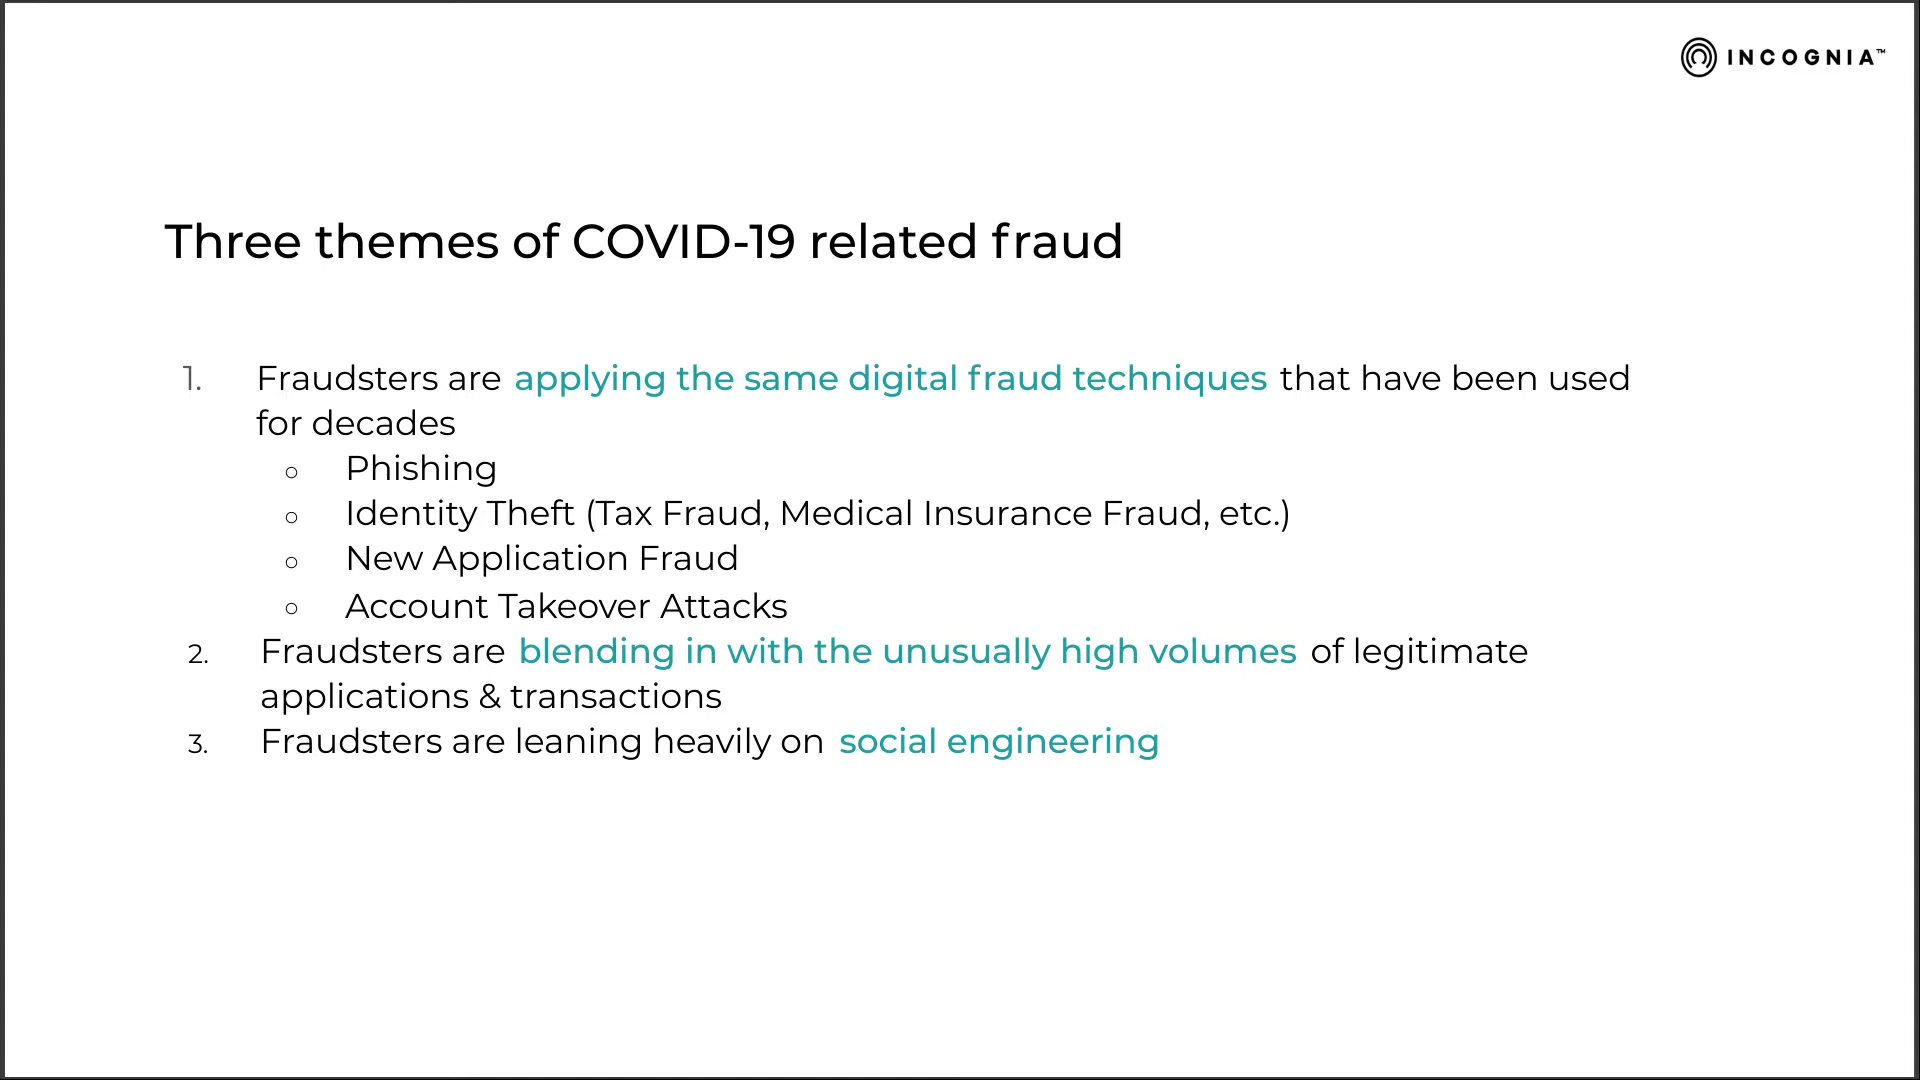 INCOGNIA™
Three themes of COVID-19 related fraud
1. Fraudsters are applying the same digital fraud techniques that have been used
for decades
○ Phishing
○ Identity Theft (Tax Fraud, Medical Insurance Fraud, etc.)
○ New Application Fraud
○ Account Takeover Attacks
2. Fraudsters are blending in with the unusually high volumes of legitimate
applications & transactions
3. Fraudsters are leaning heavily on social engineering